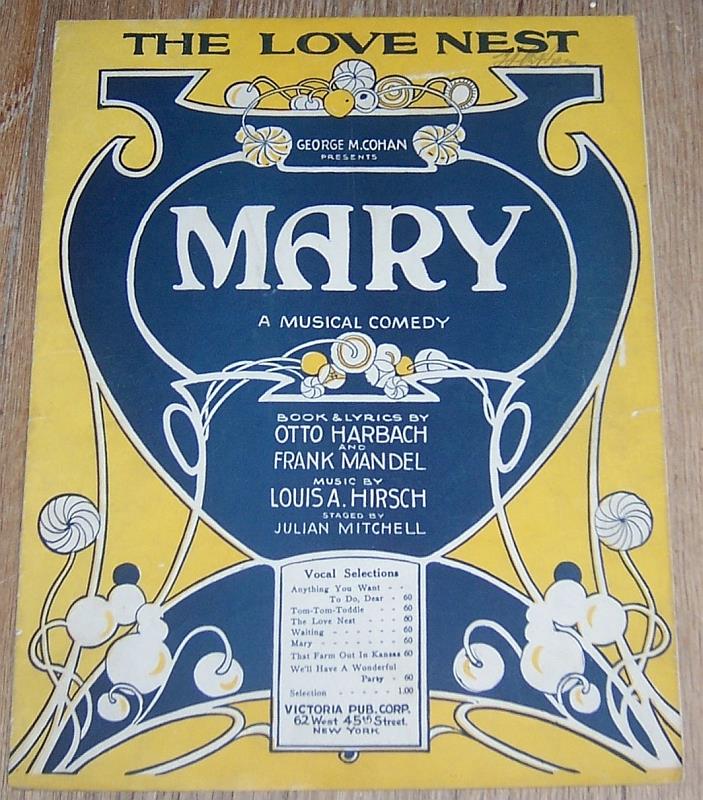 THE LOVE NEST
GEORGE M. COHAN
PRESENTS
MARY
A MUSICAL COMEDY
BOOK & LYRICS BY
OTTO HARBACH
AND
FRANK MANDEL
MUSIC BY
LOUIS A. HIRSCH
STAGED BY
JULIAN MITCHELL
Vocal Selections
Anything You Want - -
To Do, Dear - 60
Tom-Tom-Toddle - - 60
The Love Nest - - 60
Waiting - - - - - - 60
Mary - - - - - - - 60
That Farm Out In Kansas 60
We'll Have A Wonderful
Party - 60
Selection - - - - - 1.00
VICTORIA PUB. CORP.
62 West 45th Street.
NEW YORK